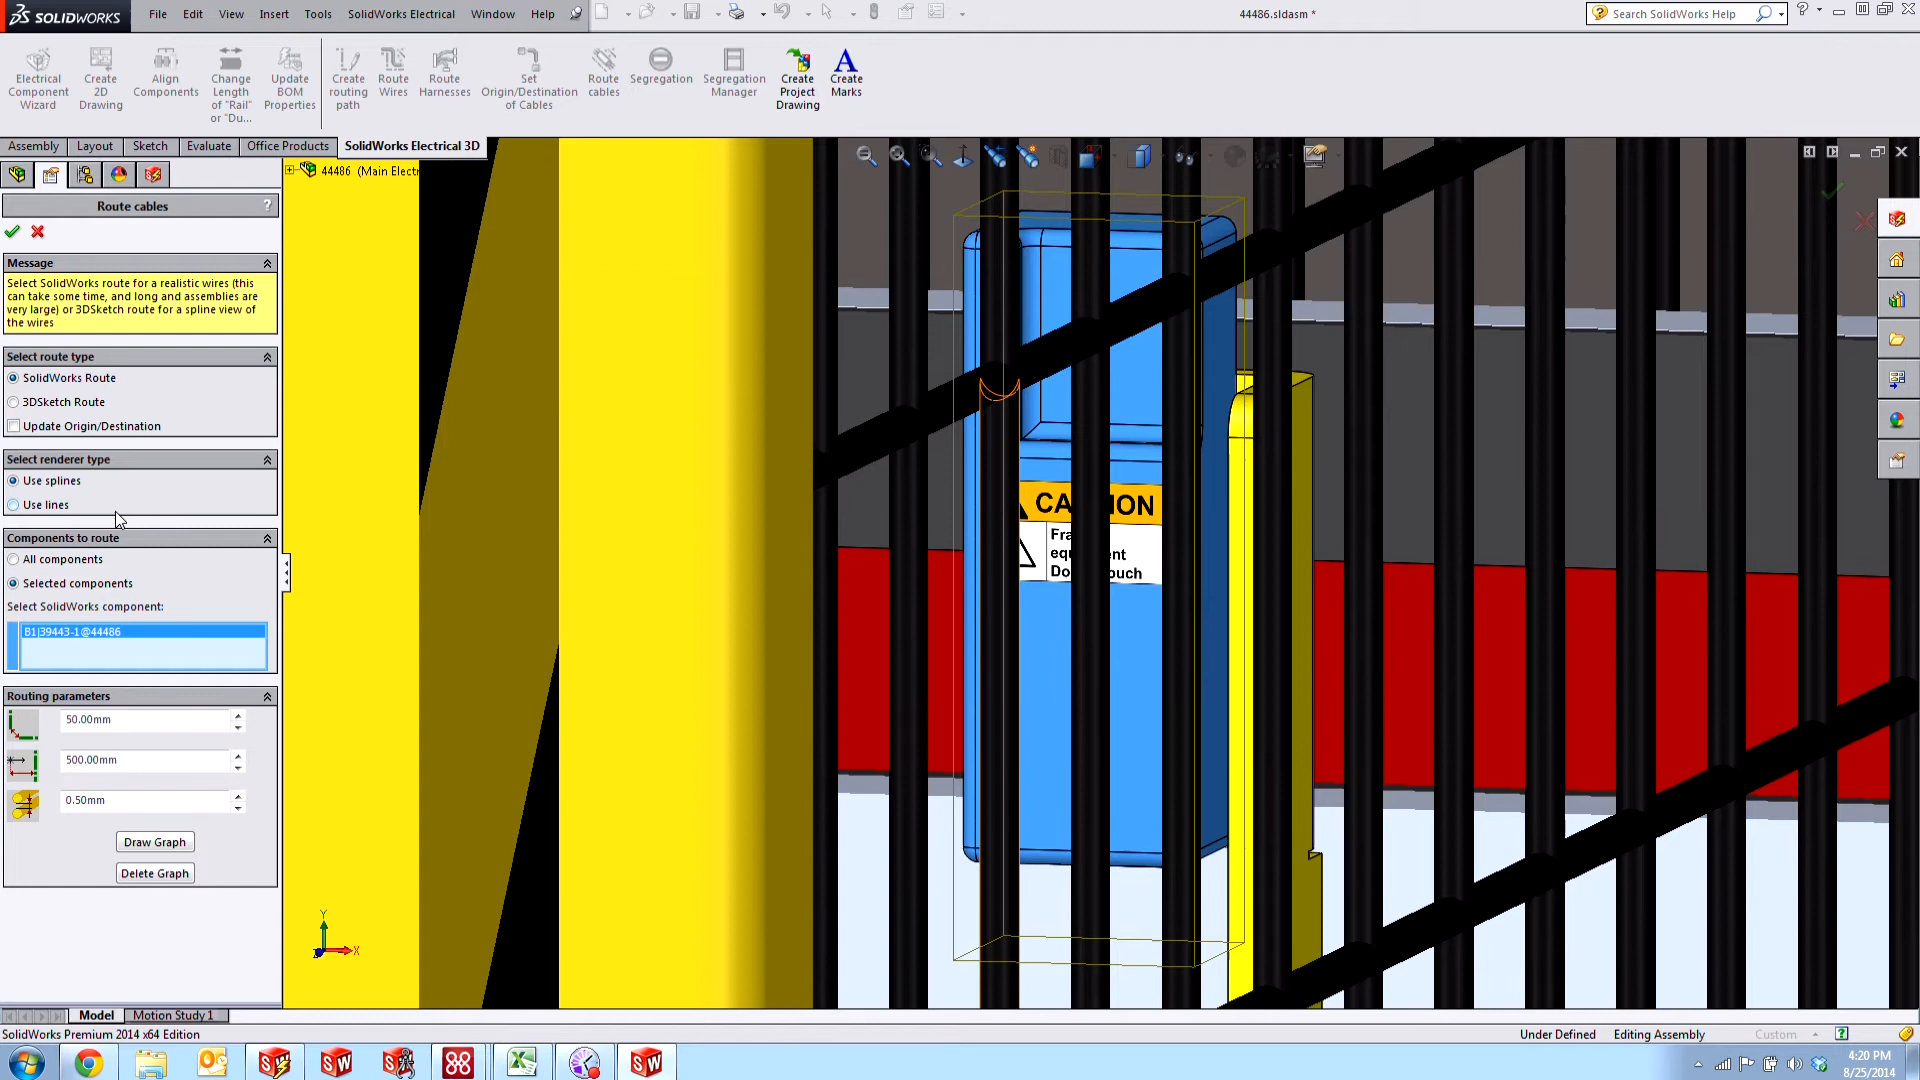 SOLIDWORKS
File Edit View Insert Tools SolidWorks Electrical Window Help
44486.sldasm *
Search SolidWorks Help
Electrical Component Wizard
Create 2D Drawing
Align Components
Change Length of "Rail" or "Du...
Update BOM Properties
Create routing path
Route Wires
Route Harnesses
Set Origin/Destination of Cables
Route cables
Segregation
Segregation Manager
Create Project Drawing
Create Marks
Assembly Layout Sketch Evaluate Office Products SolidWorks Electrical 3D
44486 (Main Electr
Route cables
?
Message
Select SolidWorks route for a realistic wires (this
can take some time, and long and assemblies are
very large) or 3DSketch route for a spline view of
the wires
Select route type
SolidWorks Route
3DSketch Route
Update Origin/Destination
Select renderer type
Use splines
Use lines
Components to route
All components
Selected components
Select SolidWorks component:
B1|39443-1@44486
Routing parameters
50.00mm
500.00mm
0.50mm
Draw Graph
Delete Graph
CA ION
Fra
eq ent
Do ouch
Y
X
Model Motion Study 1
SolidWorks Premium 2014 x64 Edition
Under Defined Editing Assembly Custom
4:20 PM
8/25/2014